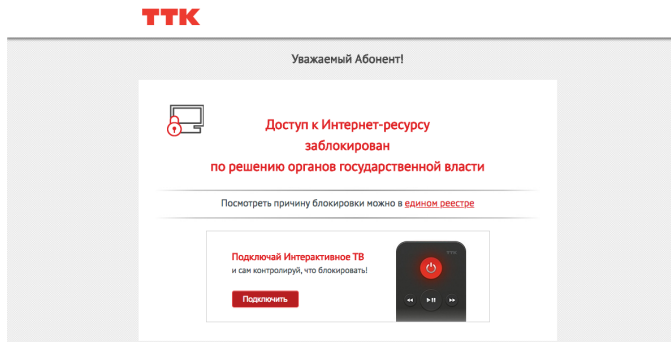 ТТК
Уважаемый Абонент!
Доступ к Интернет-ресурсу
заблокирован
по решению органов государственной власти
Посмотреть причину блокировки можно в едином реестре
Подключай Интерактивное ТВ
и сам контролируй, что блокировать!
Подключить
ТТК